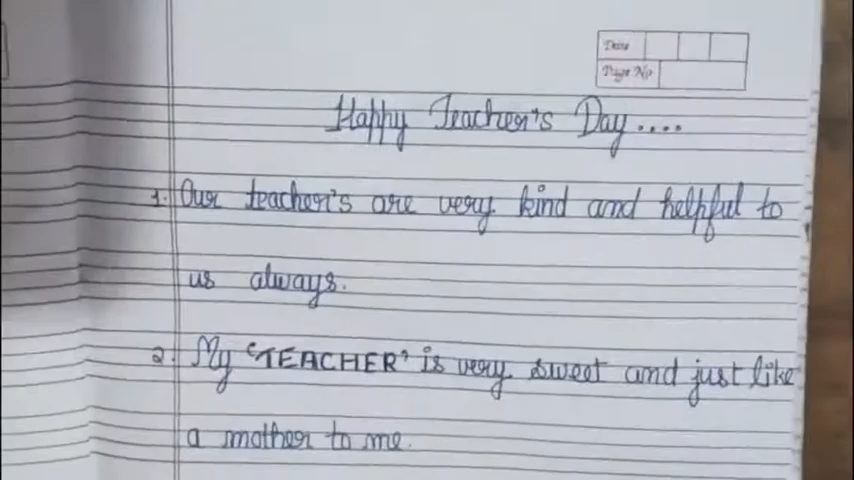 Date
Page No
Happy Teacher's Day....
1. Our teacher's are very kind and helpful to
us always.
2. My 'TEACHER' is very sweet and just like
a mother to me.